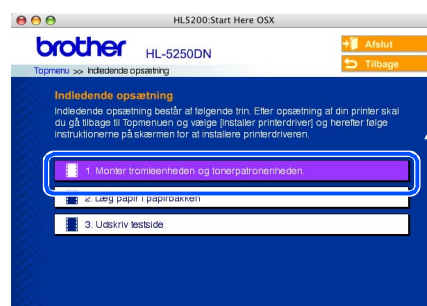 HL5200:Start Here OSX
brother HL-5250DN
Afslut
Tilbage
Topmenu >> Indledende opsætning
Indledende opsætning
Indledende opsætning består af følgende trin. Efter opsætning af din printer skal
du gå tilbage til Topmenuen og vælge [Installer printerdriver] og herefter følge
instruktionerne på skærmen for at installere printerdriveren.
1. Monter tromleenheden og tonerpatronenheden.
2. Læg papir i papirbakken
3. Udskriv testside